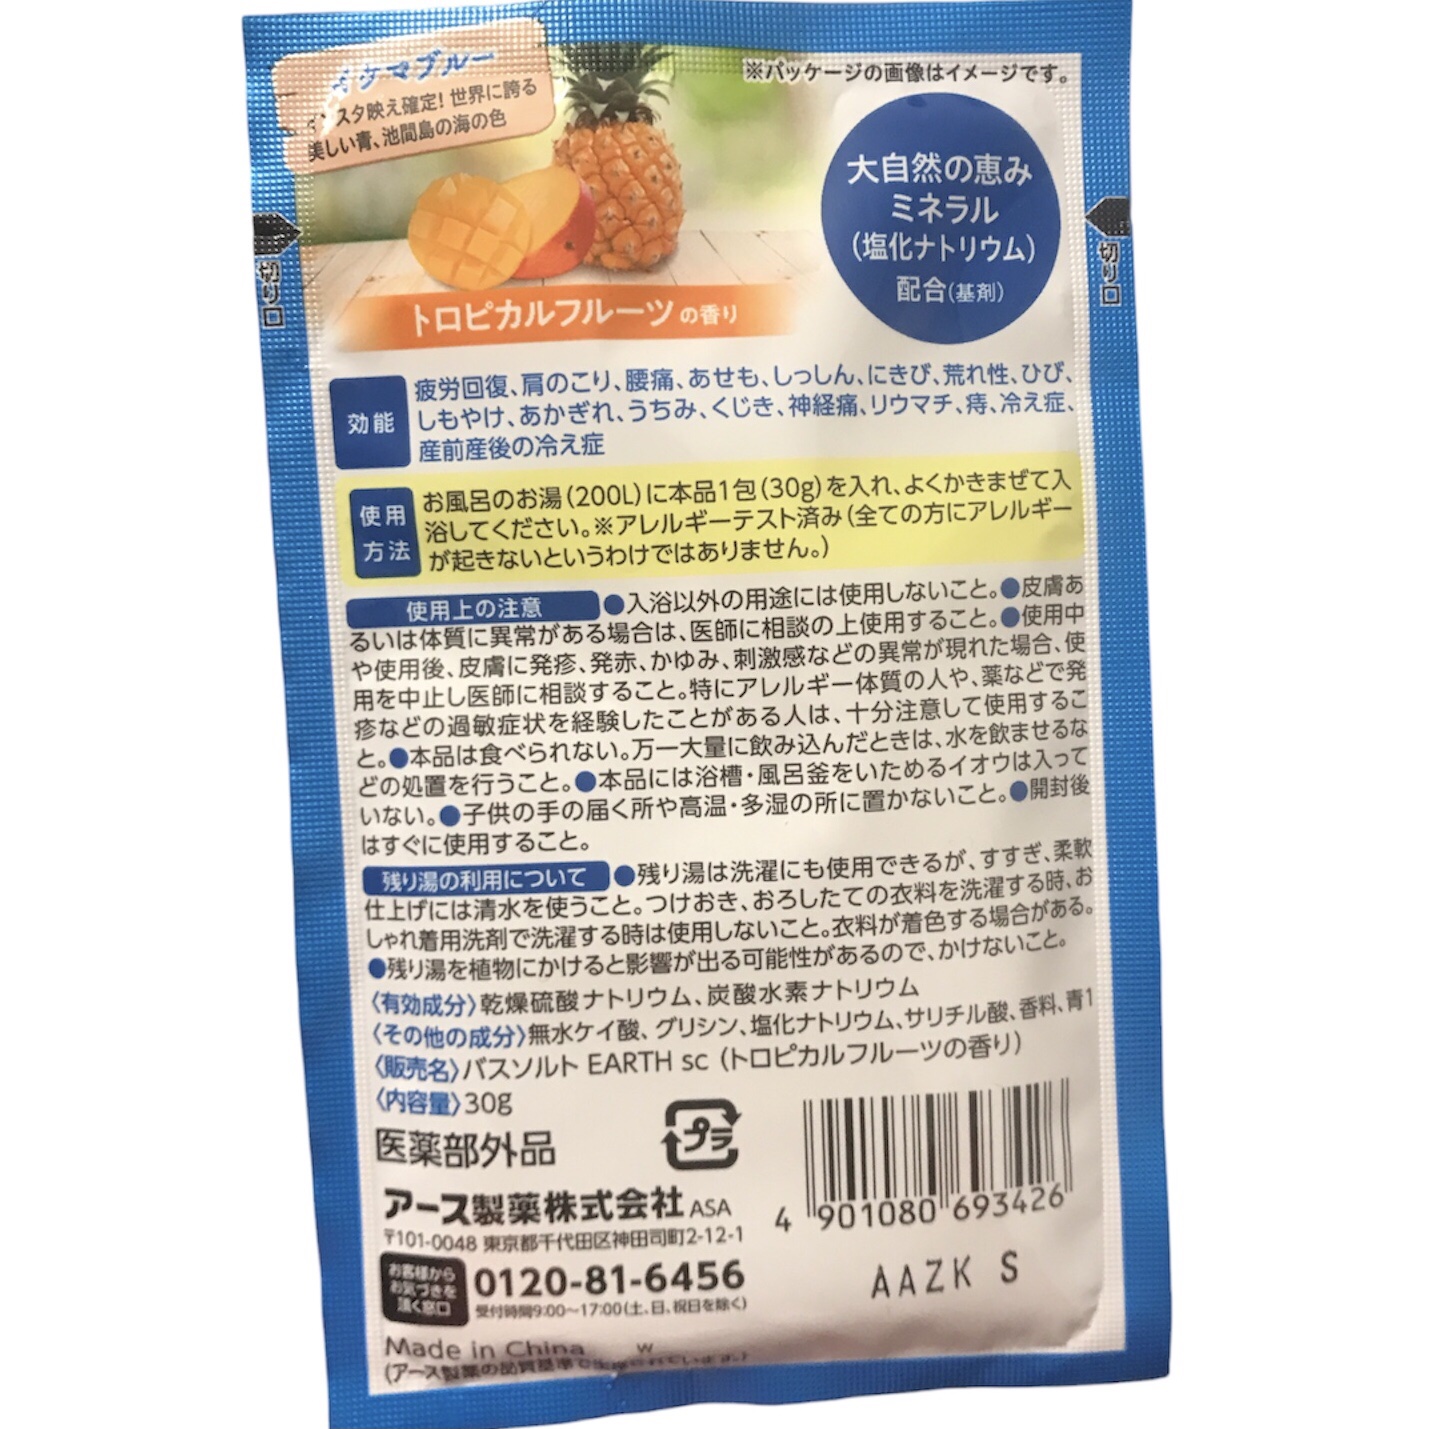 イケマブルー
インスタ映え確定! 世界に誇る
美しい青、池間島の海の色
※パッケージの画像はイメージです。
大自然の恵み
ミネラル
(塩化ナトリウム)
配合(基剤)
切り口
切り口
トロピカルフルーツの香り
効能
疲労回復、肩のこり、腰痛、あせも、しっしん、にきび、荒れ性、ひび、
しもやけ、あかぎれ、うちみ、くじき、神経痛、リウマチ、痔、冷え症、
産前産後の冷え症
使用
方法
お風呂のお湯(200L)に本品1包(30g)を入れ、よくかきまぜて入
浴してください。※アレルギーテスト済み(全ての方にアレルギー
が起きないというわけではありません。)
使用上の注意 ●入浴以外の用途には使用しないこと。●皮膚あ
るいは体質に異常がある場合は、医師に相談の上使用すること。●使用中
や使用後、皮膚に発疹、発赤、かゆみ、刺激感などの異常が現れた場合、使
用を中止し医師に相談すること。特にアレルギー体質の人や、薬などで発
疹などの過敏症状を経験したことがある人は、十分注意して使用するこ
と。●本品は食べられない。万一大量に飲み込んだときは、水を飲ませるな
どの処置を行うこと。●本品には浴槽・風呂釜をいためるイオウは入って
いない。●子供の手の届く所や高温・多湿の所に置かないこと。●開封後
はすぐに使用すること。
残り湯の利用について ●残り湯は洗濯にも使用できるが、すすぎ、柔軟
仕上げには清水を使うこと。つけおき、おろしたての衣料を洗濯する時、お
しゃれ着用洗剤で洗濯する時は使用しないこと。衣料が着色する場合がある。
●残り湯を植物にかけると影響が出る可能性があるので、かけないこと。
〈有効成分〉乾燥硫酸ナトリウム、炭酸水素ナトリウム
〈その他の成分〉無水ケイ酸、グリシン、塩化ナトリウム、サリチル酸、香料、青1
〈販売名〉バスソルト EARTH sc (トロピカルフルーツの香り)
〈内容量〉30g
医薬部外品
プラ
アース製薬株式会社 ASA
〒101-0048 東京都千代田区神田司町2-12-1
お客様から
お気づきを
頂く窓口
0120-81-6456
受付時間9:00〜17:00(土、日、祝日を除く)
4 901080 693426
AAZK S
Made in China W
(アース製薬の品質基準で生産されています。)